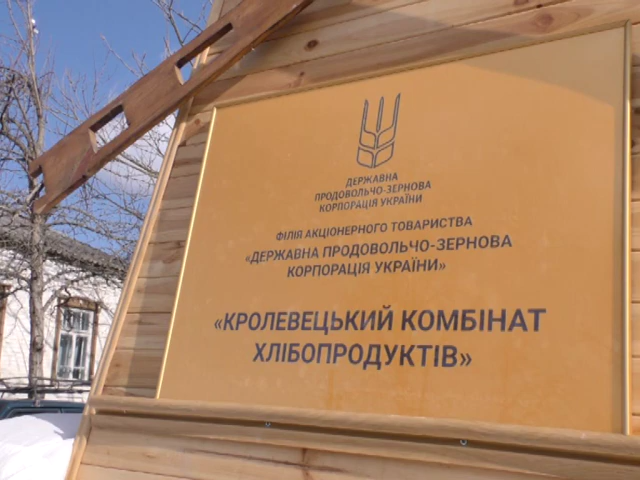 ДЕРЖАВНА
ПРОДОВОЛЬЧО-ЗЕРНОВА
КОРПОРАЦІЯ УКРАЇНИ
ФІЛІЯ АКЦІОНЕРНОГО ТОВАРИСТВА
«ДЕРЖАВНА ПРОДОВОЛЬЧО-ЗЕРНОВА
КОРПОРАЦІЯ УКРАЇНИ»
«КРОЛЕВЕЦЬКИЙ КОМБІНАТ
ХЛІБОПРОДУКТІВ»